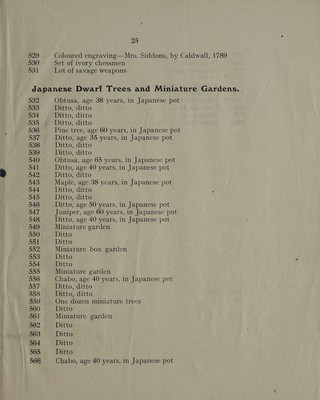 25
529 Coloured engraving—Mrs. Siddons, by Caldwall, 1789
530 Set of ivory chessmen
531 Lot of savage weapons
Japanese Dwarf Trees and Miniature Gardens.
532 Obtusa, age 38 years, in Japanese pot
533 Ditto, ditto
534 Ditto, ditto
535 Ditto, ditto
536 Pine tree, age 60 years, in Japanese pot
537 Ditto, age 35 years, in Japanese pot
538 Ditto, ditto
539 Ditto, ditto
540 Obtusa, age 65 years, in Japanese pot
541 Ditto, age 40 years, in Japanese pot
542 Ditto, ditto
543 Maple, age 38 years, in Japanese pot
544 Ditto, ditto
545 Ditto, ditto
546 Ditto, age 50 years, in Japanese pot
547 Juniper, age 60 years, in Japanese pot
548 Ditto, age 40 years, in Japanese pot
549 Miniature garden
550 Ditto
551 Ditto
552 Miniature box garden
553 Ditto
554 Ditto
555 Miniature garden
556 Chabo, age 40 years, in Japanese pot
557 Ditto, ditto
558 Ditto, ditto
559 One dozen miniature trees
560 Ditto
561 Miniature garden
562 Ditto
563 Ditto
564 Ditto
565 Ditto
566 Chabo, age 40 years, in Japanese pot